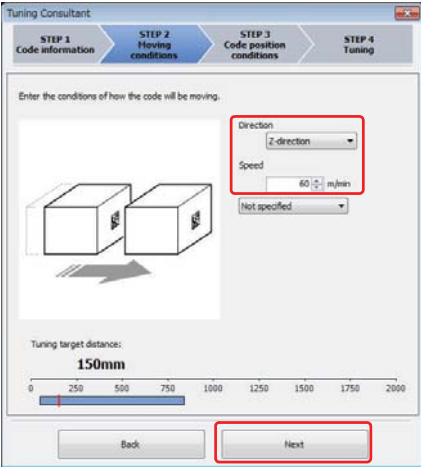 Tuning Consultant
STEP 1
Code information
STEP 2
Moving
conditions
STEP 3
Code position
conditions
STEP 4
Tuning
Enter the conditions of how the code will be moving.
Direction
Z-direction
Speed
60 m/min
Not specified
Tuning target distance:
150mm
0 250 500 750 1000 1250 1500 1750 2000
Back Next